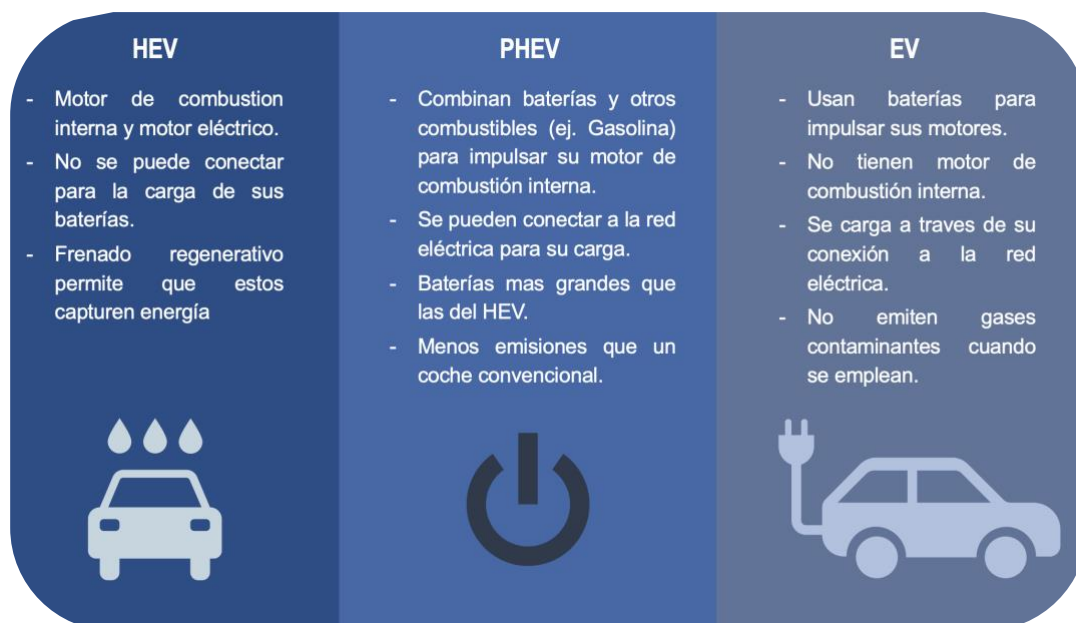 HEV
- Motor de combustion
interna y motor eléctrico.
- No se puede conectar
para la carga de sus
baterías.
- Frenado regenerativo
permite que estos
capturen energía
PHEV
- Combinan baterías y otros
combustibles (ej. Gasolina)
para impulsar su motor de
combustión interna.
- Se pueden conectar a la red
eléctrica para su carga.
- Baterías mas grandes que
las del HEV.
- Menos emisiones que un
coche convencional.
EV
- Usan baterías para
impulsar sus motores.
- No tienen motor de
combustión interna.
- Se carga a traves de su
conexión a la red
eléctrica.
- No emiten gases
contaminantes cuando
se emplean.